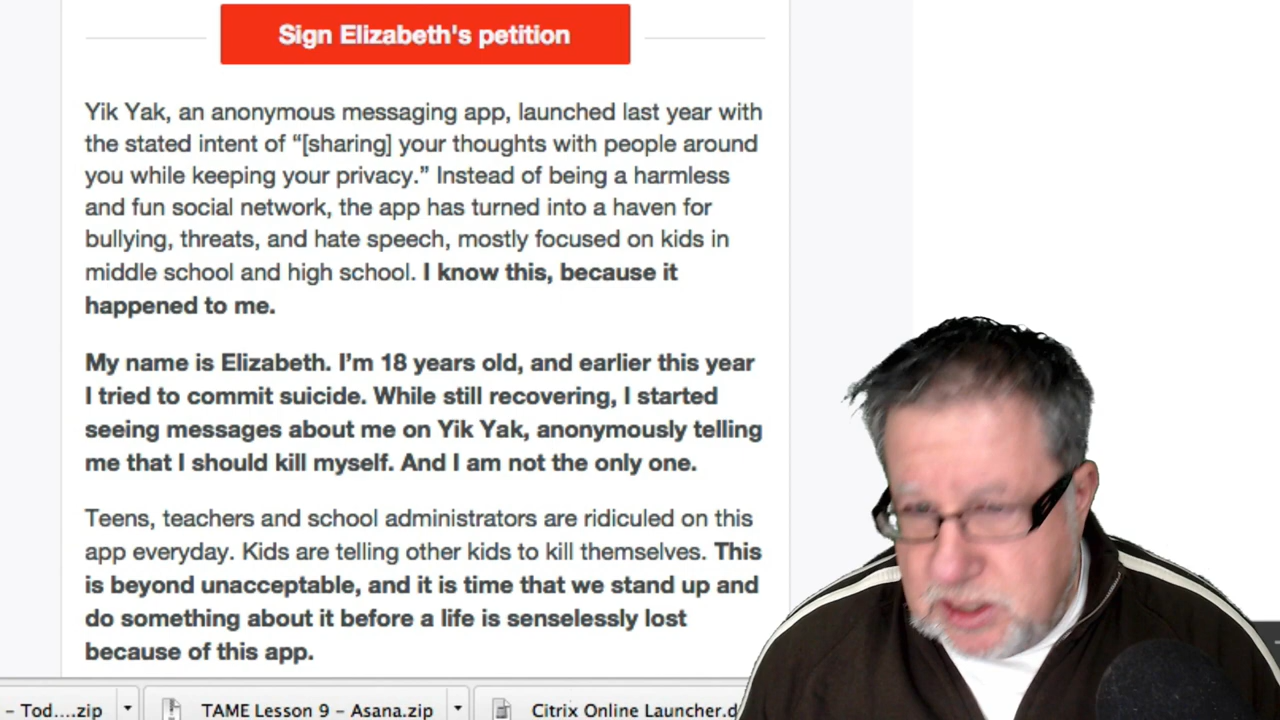 Sign Elizabeth's petition
Yik Yak, an anonymous messaging app, launched last year with
the stated intent of “[sharing] your thoughts with people around
you while keeping your privacy.” Instead of being a harmless
and fun social network, the app has turned into a haven for
bullying, threats, and hate speech, mostly focused on kids in
middle school and high school. I know this, because it
happened to me.
My name is Elizabeth. I’m 18 years old, and earlier this year
I tried to commit suicide. While still recovering, I started
seeing messages about me on Yik Yak, anonymously telling
me that I should kill myself. And I am not the only one.
Teens, teachers and school administrators are ridiculed on this
app everyday. Kids are telling other kids to kill themselves. This
is beyond unacceptable, and it is time that we stand up and
do something about it before a life is senselessly lost
because of this app.
– Tod....zip TAME Lesson 9 – Asana.zip Citrix Online Launcher.d